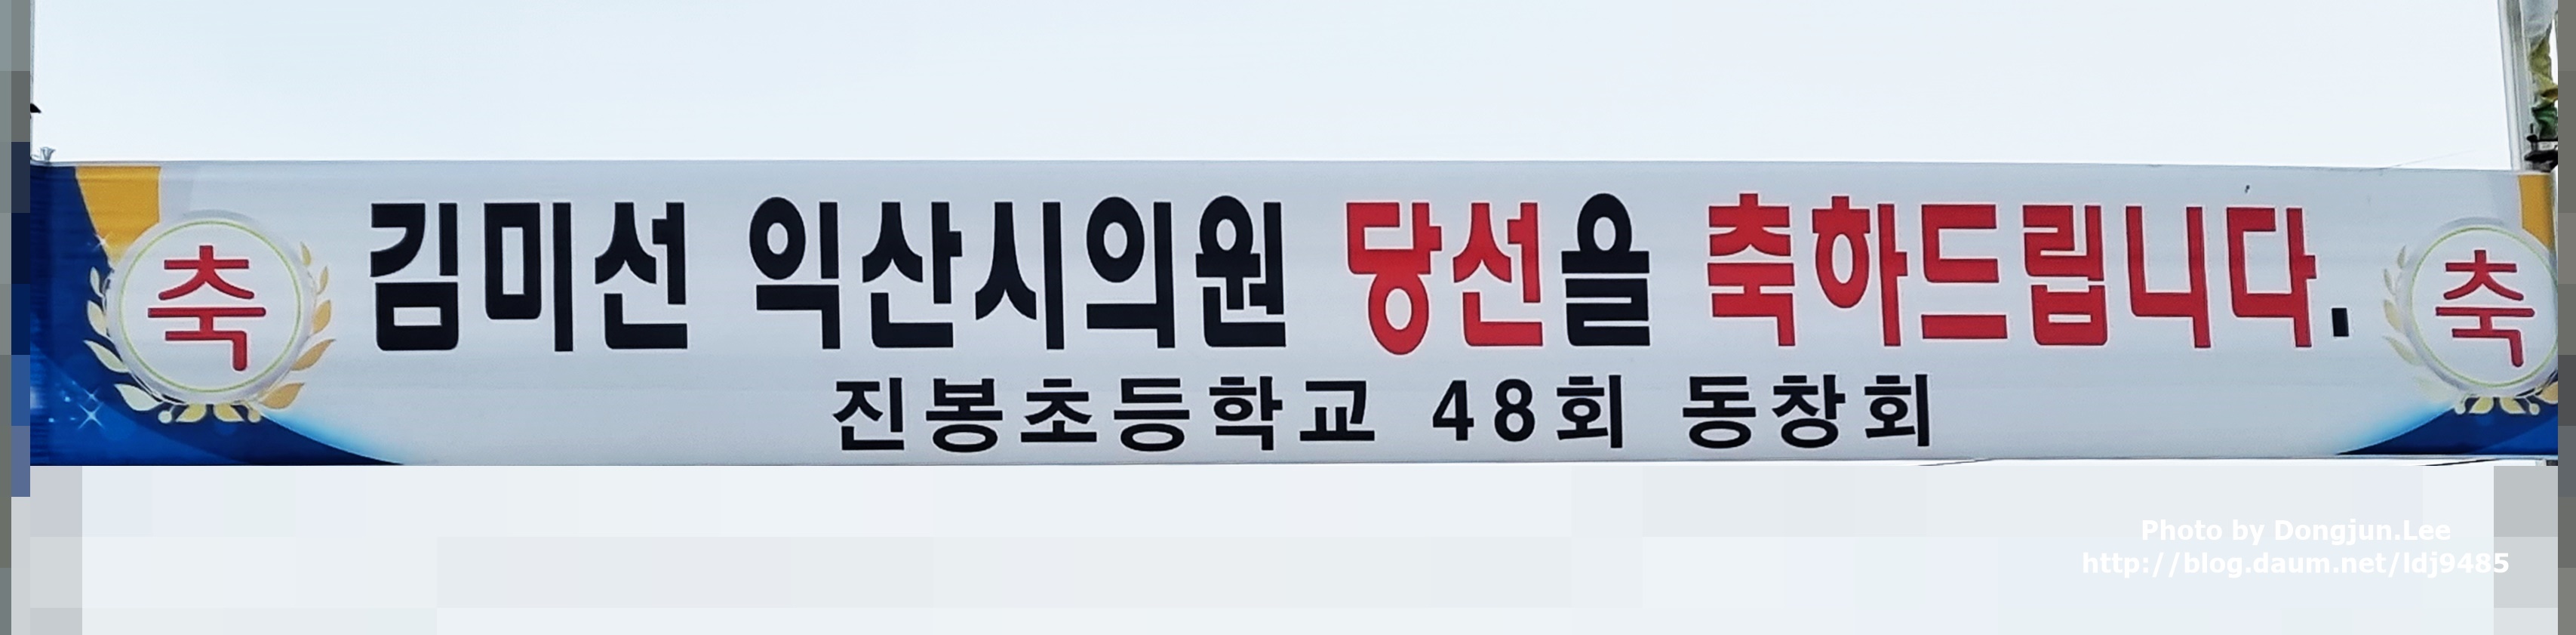 축 김미선 익산시의원 당선을 축하드립니다. 축
진봉초등학교 48회 동창회
Photo by Dongjun.Lee
http://blog.daum.net/ldj9485